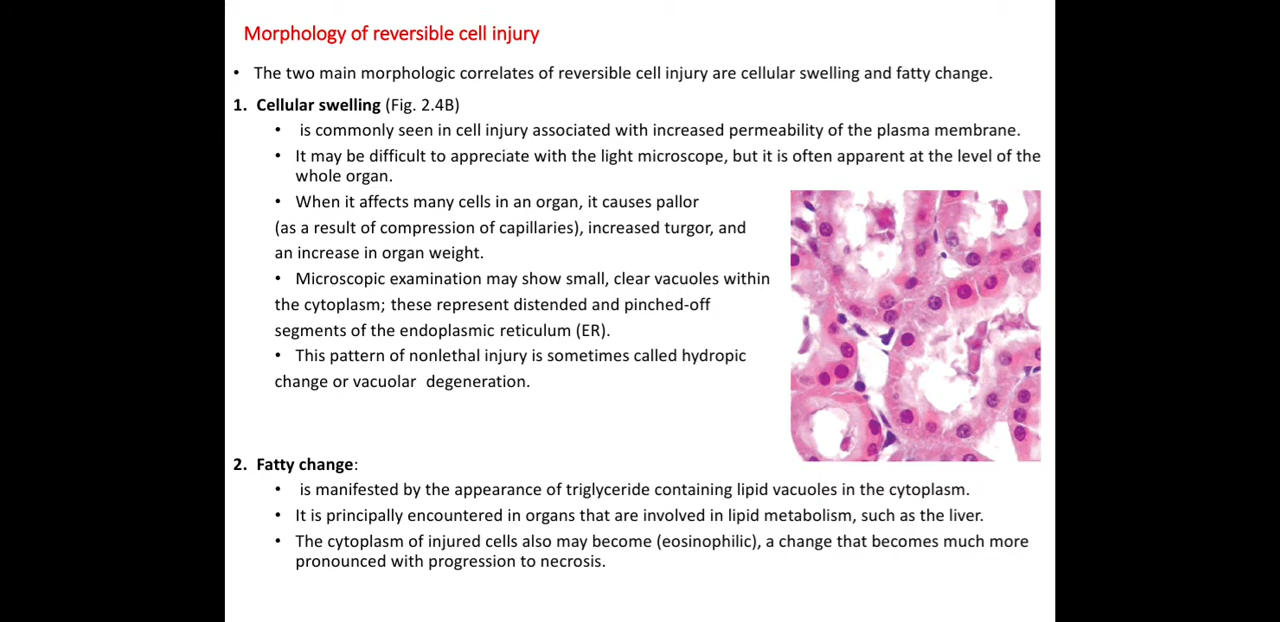 Morphology of reversible cell injury
• The two main morphologic correlates of reversible cell injury are cellular swelling and fatty change.
1. Cellular swelling (Fig. 2.4B)
• is commonly seen in cell injury associated with increased permeability of the plasma membrane.
• It may be difficult to appreciate with the light microscope, but it is often apparent at the level of the
whole organ.
• When it affects many cells in an organ, it causes pallor
(as a result of compression of capillaries), increased turgor, and
an increase in organ weight.
• Microscopic examination may show small, clear vacuoles within
the cytoplasm; these represent distended and pinched-off
segments of the endoplasmic reticulum (ER).
• This pattern of nonlethal injury is sometimes called hydropic
change or vacuolar degeneration.
2. Fatty change:
• is manifested by the appearance of triglyceride containing lipid vacuoles in the cytoplasm.
• It is principally encountered in organs that are involved in lipid metabolism, such as the liver.
• The cytoplasm of injured cells also may become (eosinophilic), a change that becomes much more
pronounced with progression to necrosis.